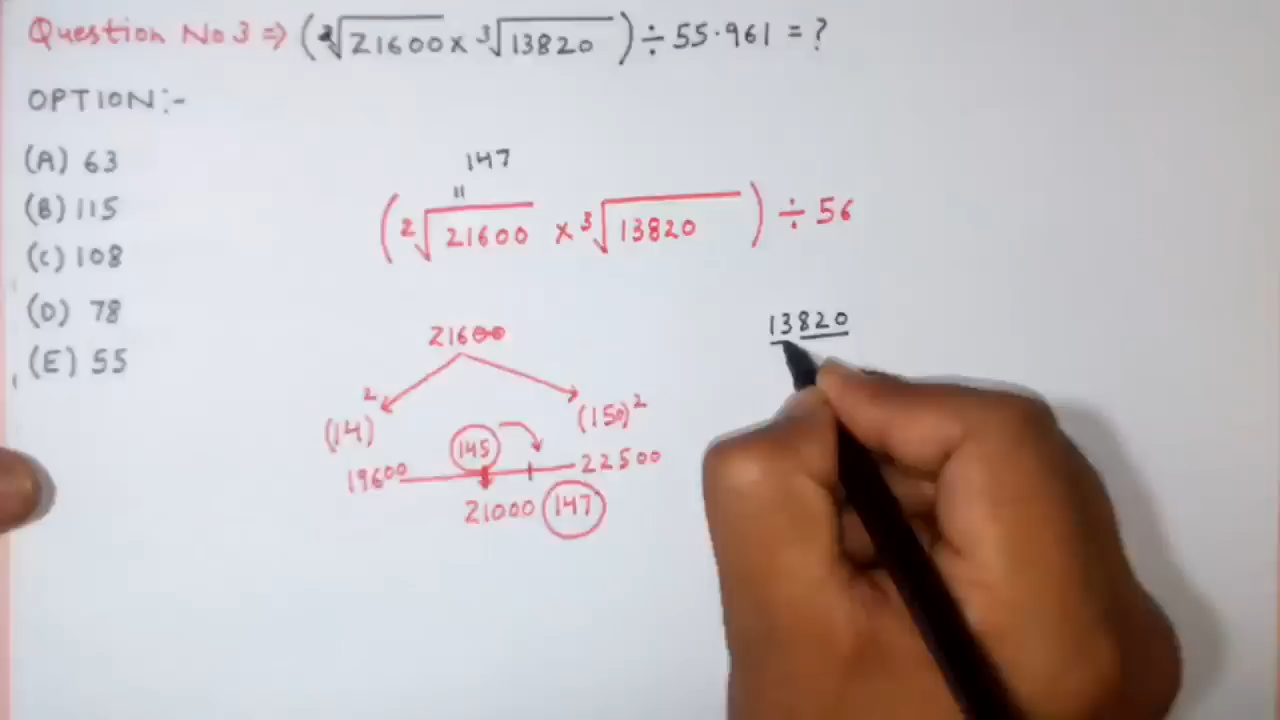 Question No 3 ⇒ (²√21600 × ³√13820) ÷ 55.961 = ?
OPTION:-
(A) 63
(B) 115
(C) 108
(D) 78
(E) 55
147
॥
(²√21600 × ³√13820) ÷ 56
21600
13820
(14)²
(150)²
145
19600
22500
21000
147